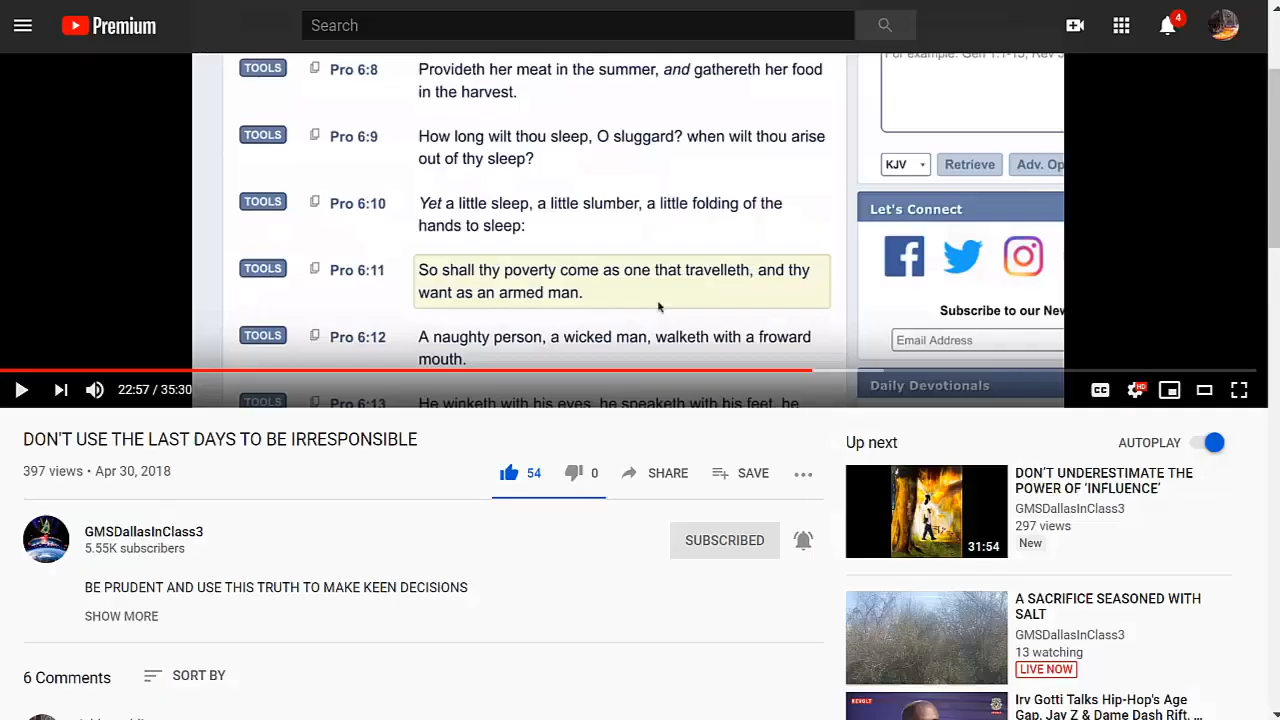 Premium
Search
4
For example: Gen 1:1-13, Rev 3
TOOLS Pro 6:8 Provideth her meat in the summer, and gathereth her food
in the harvest.
TOOLS Pro 6:9 How long wilt thou sleep, O sluggard? when wilt thou arise
out of thy sleep?
TOOLS Pro 6:10 Yet a little sleep, a little slumber, a little folding of the
hands to sleep:
TOOLS Pro 6:11 So shall thy poverty come as one that travelleth, and thy
want as an armed man.
TOOLS Pro 6:12 A naughty person, a wicked man, walketh with a froward
mouth.
TOOLS Pro 6:13 He winketh with his eyes, he speaketh with his feet, he
KJV Retrieve Adv. Op
Let's Connect
Subscribe to our New
Email Address
Daily Devotionals
22:57 / 35:30
CC HD
DON'T USE THE LAST DAYS TO BE IRRESPONSIBLE
397 views • Apr 30, 2018
54 0 SHARE SAVE
GMSDallasInClass3
5.55K subscribers
SUBSCRIBED
BE PRUDENT AND USE THIS TRUTH TO MAKE KEEN DECISIONS
SHOW MORE
6 Comments SORT BY
Up next AUTOPLAY
31:54
DON'T UNDERESTIMATE THE
POWER OF 'INFLUENCE'
GMSDallasInClass3
297 views
New
A SACRIFICE SEASONED WITH
SALT
GMSDallasInClass3
13 watching
LIVE NOW
REVOLT
Irv Gotti Talks Hip-Hop's Age
Gap, Jay Z & Dame Dash Rift, ...